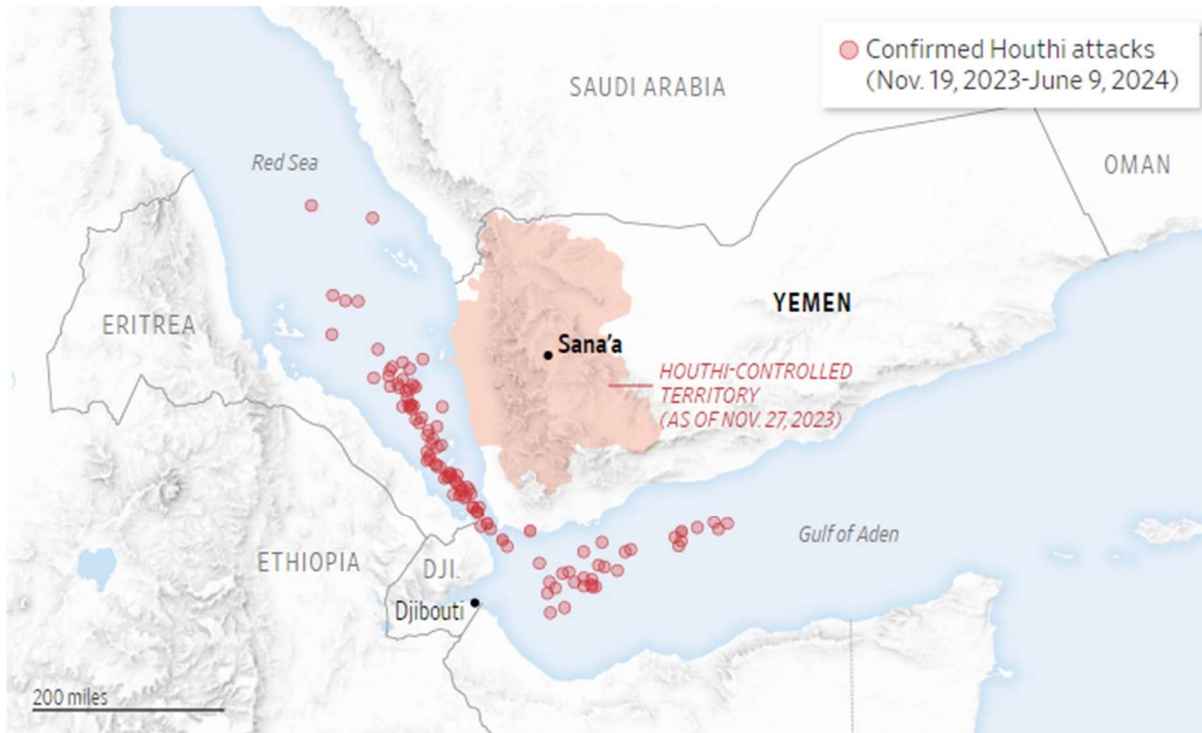 Confirmed Houthi attacks
(Nov. 19, 2023-June 9, 2024)
SAUDI ARABIA
OMAN
Red Sea
ERITREA
YEMEN
Sana’a
HOUTHI-CONTROLLED
TERRITORY
(AS OF NOV. 27, 2023)
Gulf of Aden
ETHIOPIA
DJI.
Djibouti
200 miles